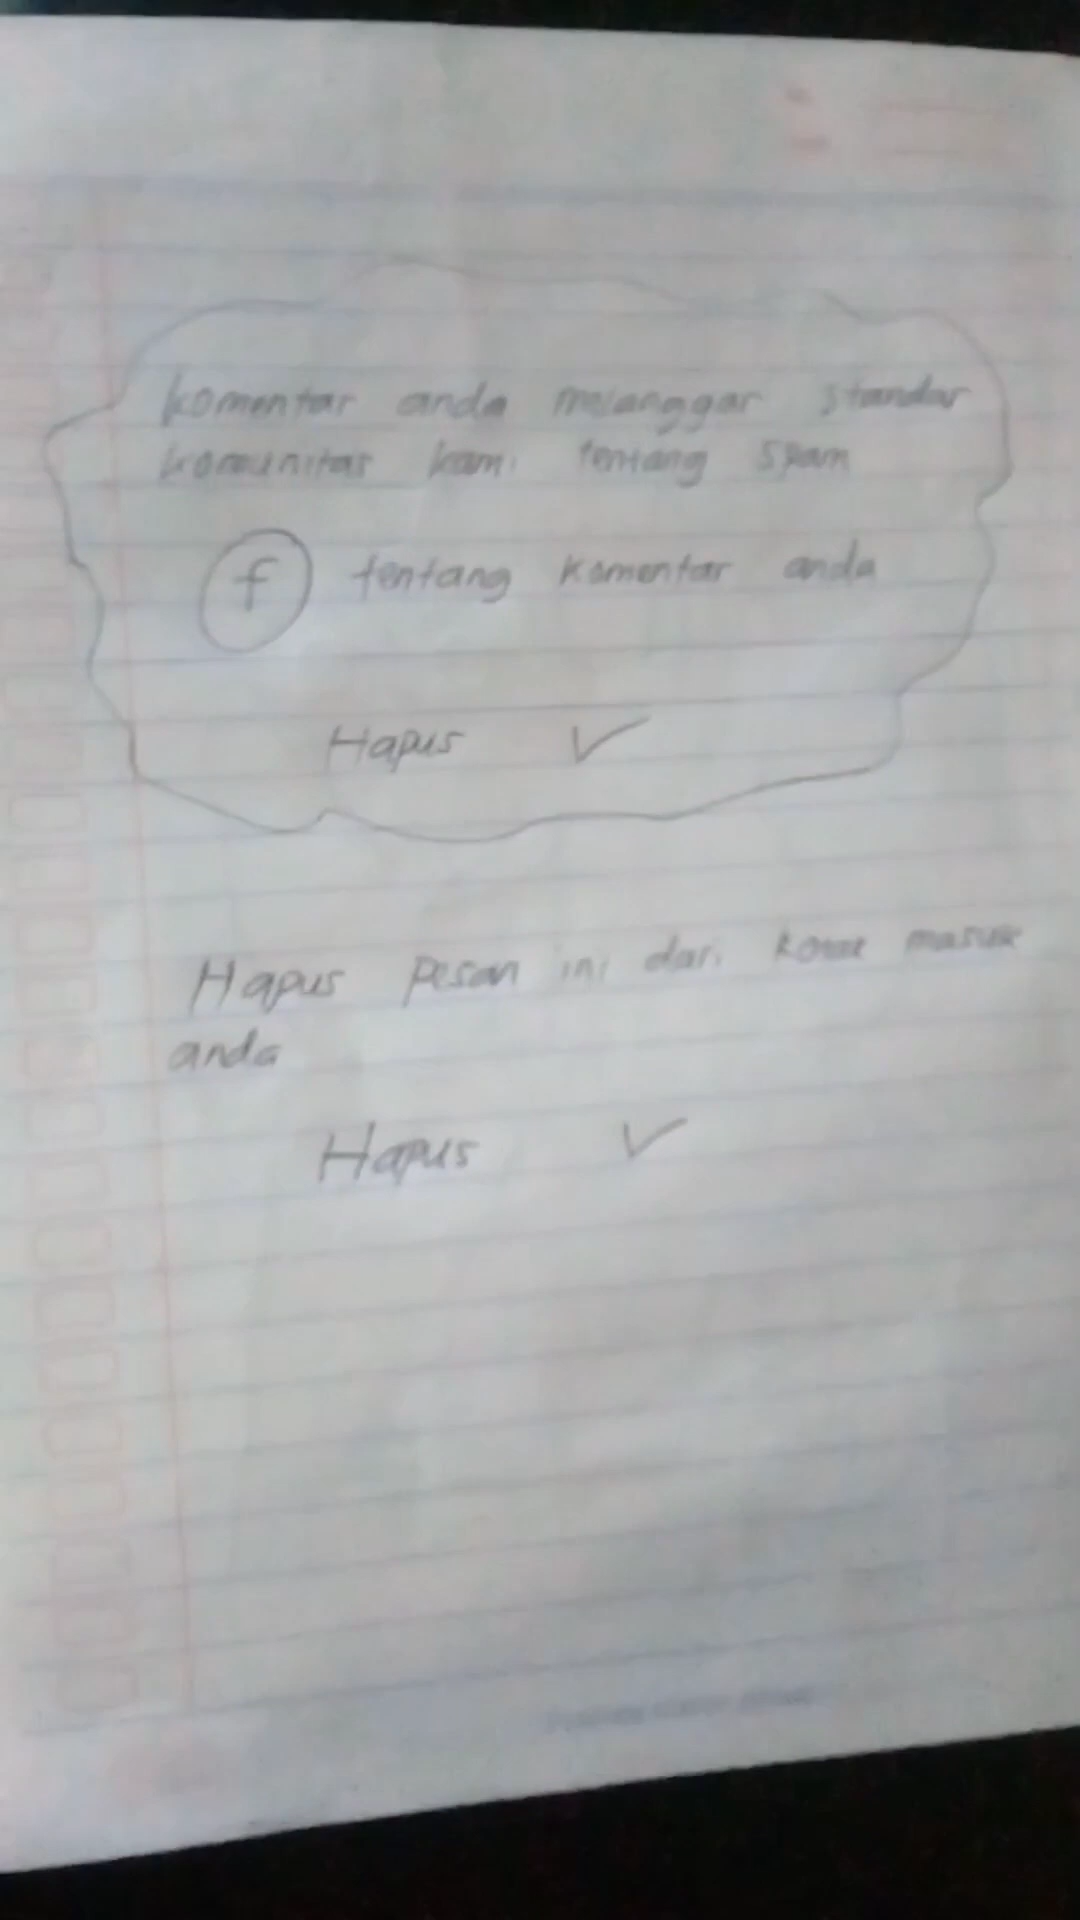 komentar anda melanggar standar
komunitas kami tentang spam
f tentang komentar anda
Hapus ✓
Hapus pesan ini dari kotak masuk
anda
Hapus ✓